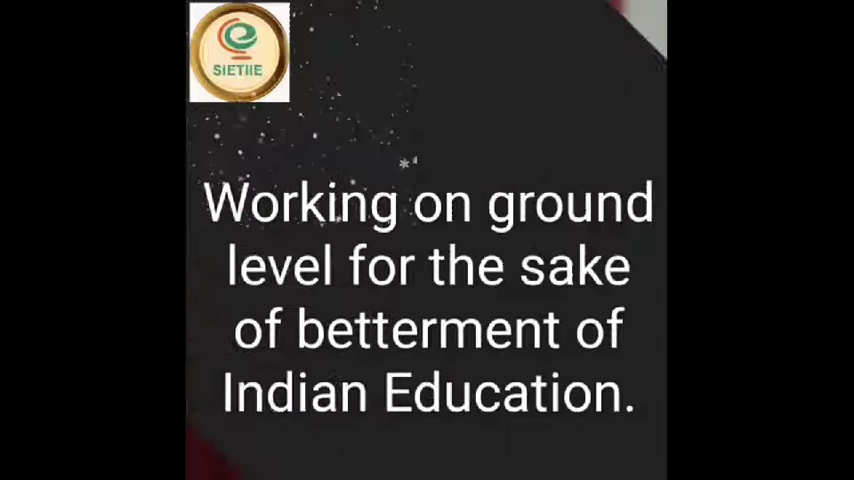 SIETIIE
Working on ground
level for the sake
of betterment of
Indian Education.